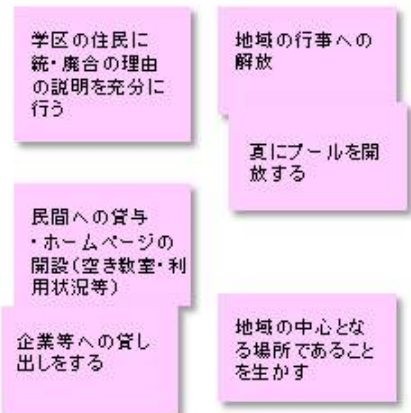 学区の住民に
統・廃合の理由
の説明を充分に
行う
地域の行事への
解放
夏にプールを開
放する
民間への貸与
・ホームページの
開設(空き教室・利
用状況等)
企業等への貸し
出しをする
地域の中心とな
る場所であること
を生かす